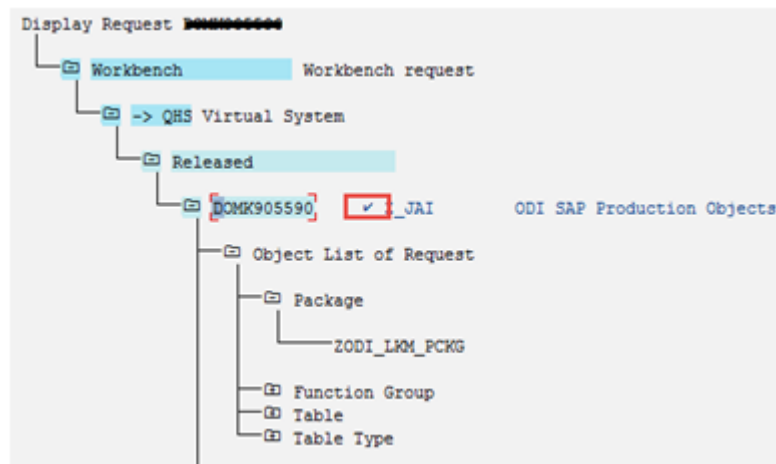 Display Request
Workbench Workbench request
-> QHS Virtual System
Released
DOMK905590 ✔ _JAI ODI SAP Production Objects
Object List of Request
Package
ZODI_LKM_PCKG
Function Group
Table
Table Type